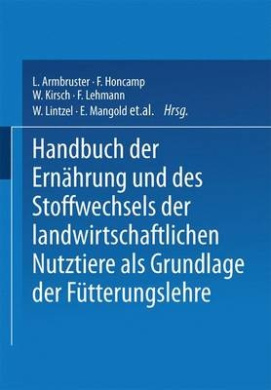 L. Armbruster · F. Honcamp
W. Kirsch · F. Lehmann
W. Lintzel · E. Mangold et.al. Hrsg.
Handbuch der
Ernährung und des
Stoffwechsels der
landwirtschaftlichen
Nutztiere als Grundlage
der Fütterungslehre